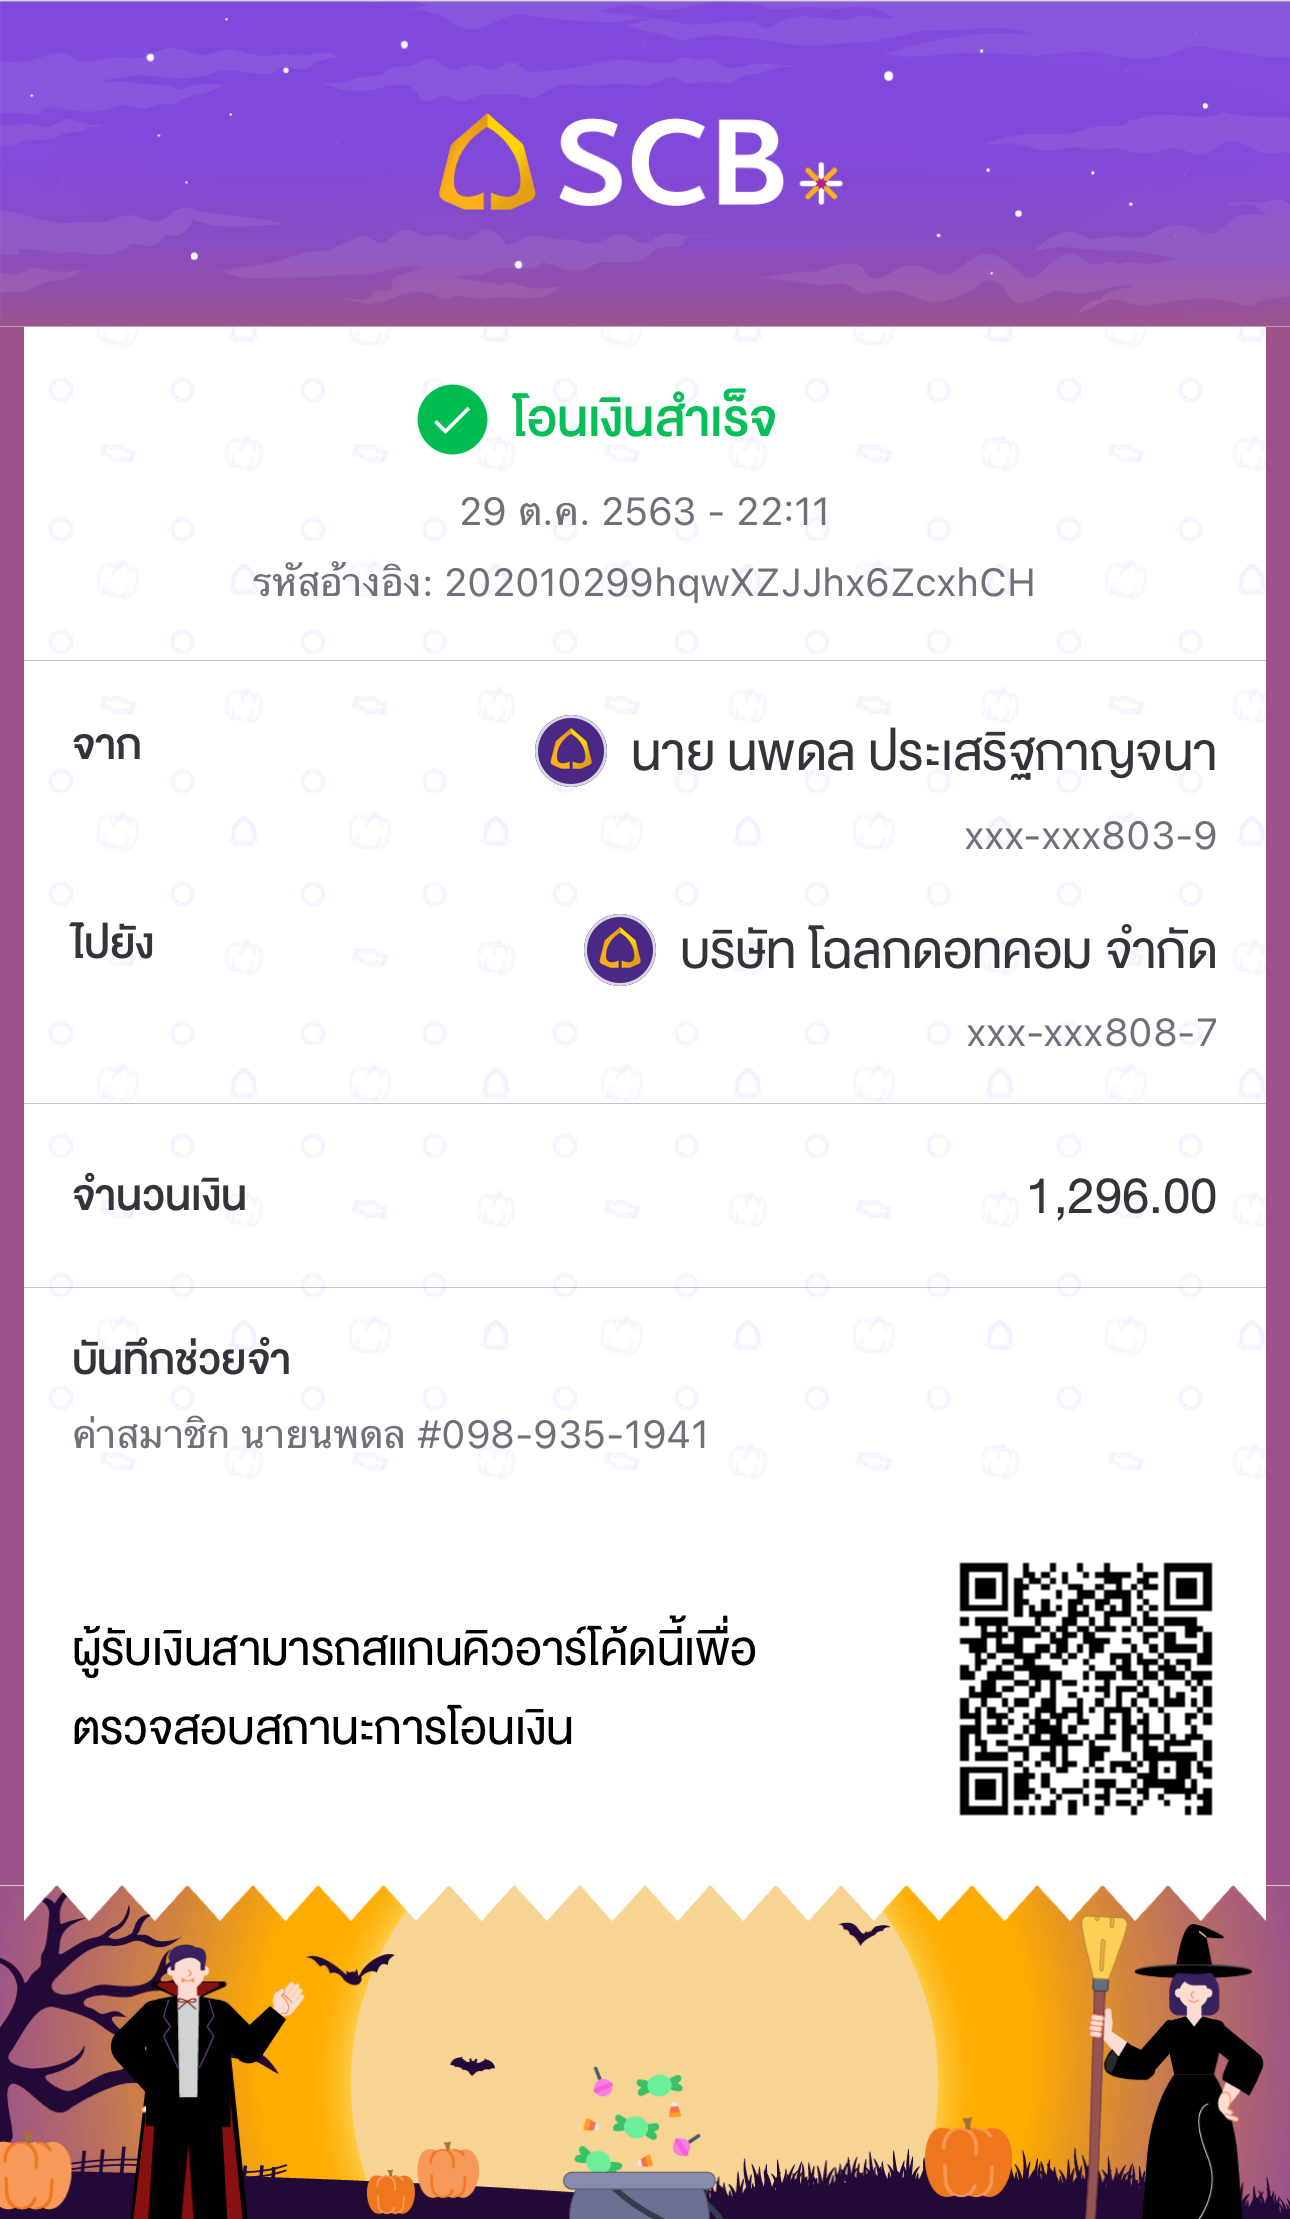 SCB
โอนเงินสำเร็จ
29 ต.ค. 2563 - 22:11
รหัสอ้างอิง: 202010299hqwXZJJhx6ZcxhCH
จาก
นาย นพดล ประเสริฐกาญจนา
xxx-xxx803-9
ไปยัง
บริษัท โฉลกดอทคอม จำกัด
xxx-xxx808-7
จำนวนเงิน 1,296.00
บันทึกช่วยจำ
ค่าสมาชิก นายนพดล #098-935-1941
ผู้รับเงินสามารถสแกนคิวอาร์โค้ดนี้เพื่อ
ตรวจสอบสถานะการโอนเงิน